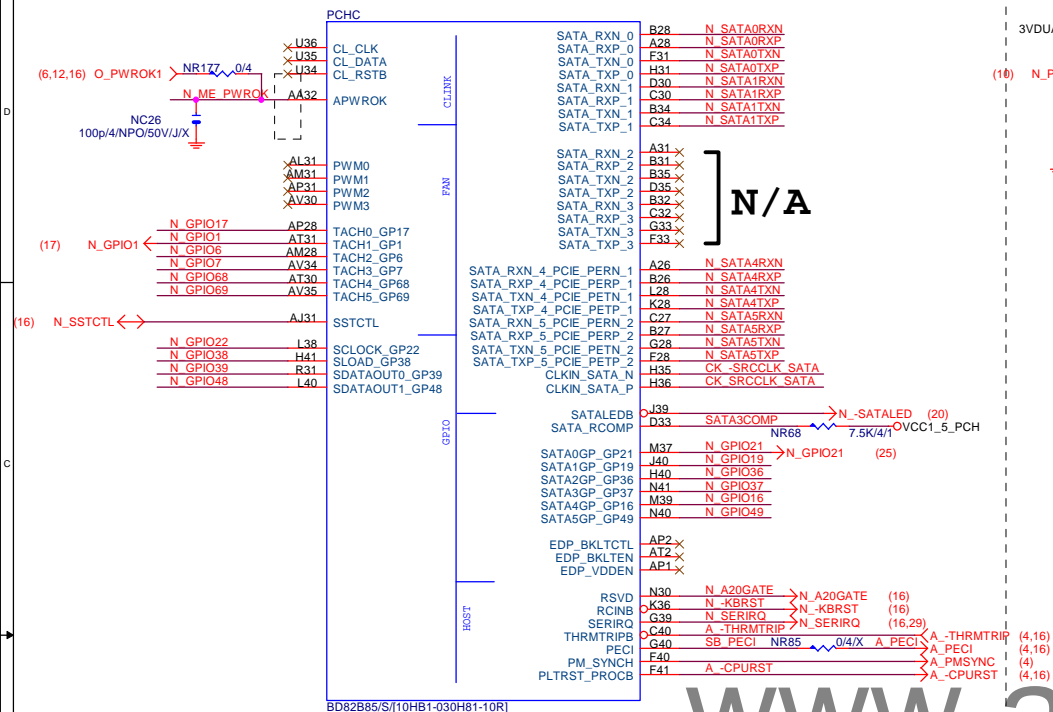 PCHC
3VDUA
U36 CL_CLK
U35 CL_DATA
(6,12,16) O_PWROK1 NR177 0/4 U34 CL_RSTB
N_ME_PWROK AA32 APWROK
NC26
100p/4/NPO/50V/J/X
CLINK
AL31 PWM0
AM31 PWM1
AP31 PWM2
AV30 PWM3
FAN
N_GPIO17 AP28 TACH0_GP17
(17) N_GPIO1 N_GPIO1 AT31 TACH1_GP1
N_GPIO6 AM28 TACH2_GP6
N_GPIO7 AV34 TACH3_GP7
N_GPIO68 AT30 TACH4_GP68
N_GPIO69 AV35 TACH5_GP69
(16) N_SSTCTL AJ31 SSTCTL
N_GPIO22 L38 SCLOCK_GP22
N_GPIO38 H41 SLOAD_GP38
N_GPIO39 R31 SDATAOUT0_GP39
N_GPIO48 L40 SDATAOUT1_GP48
GPIO
HOST
SATA_RXN_0 B28 N_SATA0RXN
SATA_RXP_0 A28 N_SATA0RXP
SATA_TXN_0 F31 N_SATA0TXN
SATA_TXP_0 H31 N_SATA0TXP
SATA_RXN_1 D30 N_SATA1RXN
SATA_RXP_1 C30 N_SATA1RXP
SATA_TXN_1 B34 N_SATA1TXN
SATA_TXP_1 C34 N_SATA1TXP
(10) N_P
SATA_RXN_2 A31
SATA_RXP_2 B31
SATA_TXN_2 B35
SATA_TXP_2 D35
SATA_RXN_3 B32
SATA_RXP_3 C32
SATA_TXN_3 G33
SATA_TXP_3 F33
N/A
SATA_RXN_4_PCIE_PERN_1 A26 N_SATA4RXN
SATA_RXP_4_PCIE_PERP_1 B26 N_SATA4RXP
SATA_TXN_4_PCIE_PETN_1 L28 N_SATA4TXN
SATA_TXP_4_PCIE_PETP_1 K28 N_SATA4TXP
SATA_RXN_5_PCIE_PERN_2 C27 N_SATA5RXN
SATA_RXP_5_PCIE_PERP_2 B27 N_SATA5RXP
SATA_TXN_5_PCIE_PETN_2 G28 N_SATA5TXN
SATA_TXP_5_PCIE_PETP_2 F28 N_SATA5TXP
CLKIN_SATA_N H35 CK_-SRCCLK_SATA
CLKIN_SATA_P H36 CK_SRCCLK_SATA
SATALEDB J39 N_-SATALED (20)
SATA_RCOMP D33 SATA3COMP NR68 7.5K/4/1 VCC1_5_PCH
SATA0GP_GP21 M37 N_GPIO21 N_GPIO21 (25)
SATA1GP_GP19 J40 N_GPIO19
SATA2GP_GP36 H40 N_GPIO36
SATA3GP_GP37 N41 N_GPIO37
SATA4GP_GP16 M39 N_GPIO16
SATA5GP_GP49 N40 N_GPIO49
EDP_BKLTCTL AP2
EDP_BKLTEN AT2
EDP_VDDEN AP1
RSVD N30 N_A20GATE N_A20GATE (16)
RCINB K36 N_-KBRST N_-KBRST (16)
SERIRQ G39 N_SERIRQ N_SERIRQ (16,29)
THRMTRIPB C40 A_-THRMTRIP A_-THRMTRIP (4,16)
PECI G40 SB_PECI NR85 0/4/X A_PECI A_PECI (4,16)
PM_SYNCH F40 A_PMSYNC (4)
PLTRST_PROCB F41 A_-CPURST A_-CPURST (4,16)
BD82B85/S/[10HB1-030H81-10R]
D
C
www